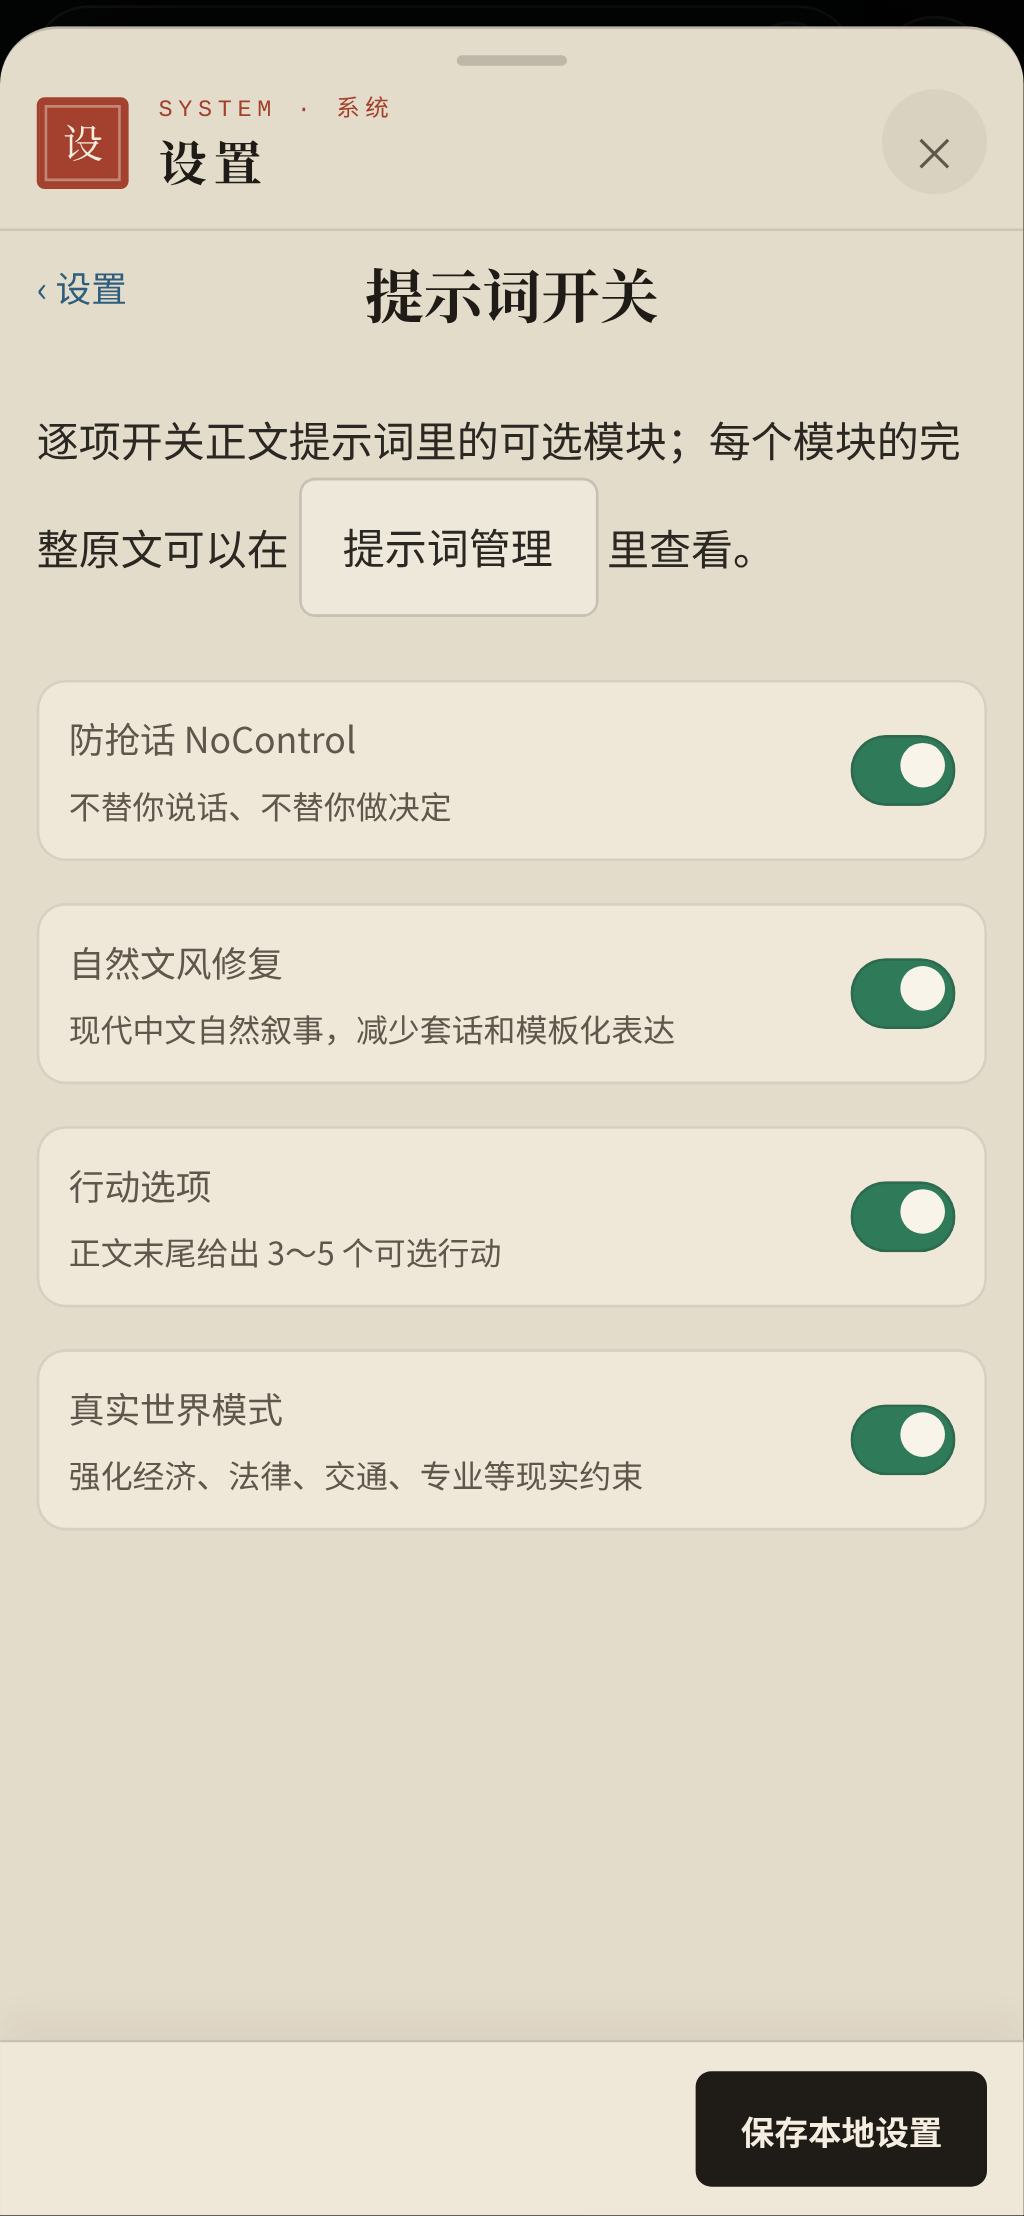 设
SYSTEM · 系统
设置
‹ 设置
提示词开关
逐项开关正文提示词里的可选模块；每个模块的完
整原文可以在 提示词管理 里查看。
防抢话 NoControl
不替你说话、不替你做决定
自然文风修复
现代中文自然叙事，减少套话和模板化表达
行动选项
正文末尾给出 3～5 个可选行动
真实世界模式
强化经济、法律、交通、专业等现实约束
保存本地设置